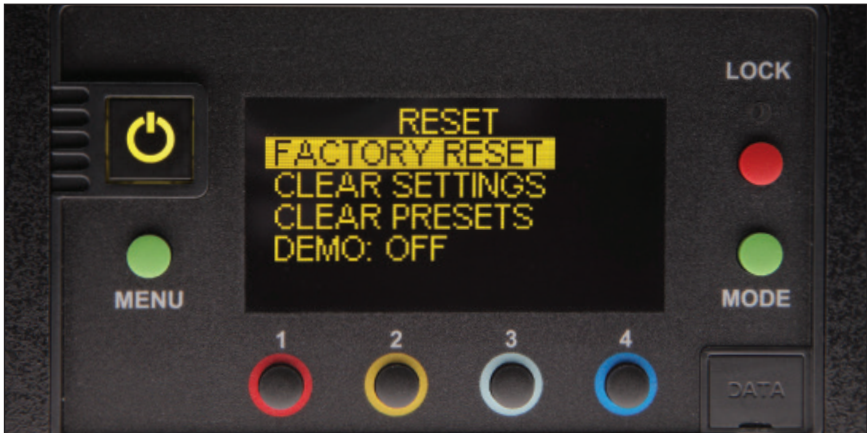 LOCK
RESET
FACTORY RESET
CLEAR SETTINGS
CLEAR PRESETS
DEMO: OFF
MENU
MODE
1 2 3 4
DATA